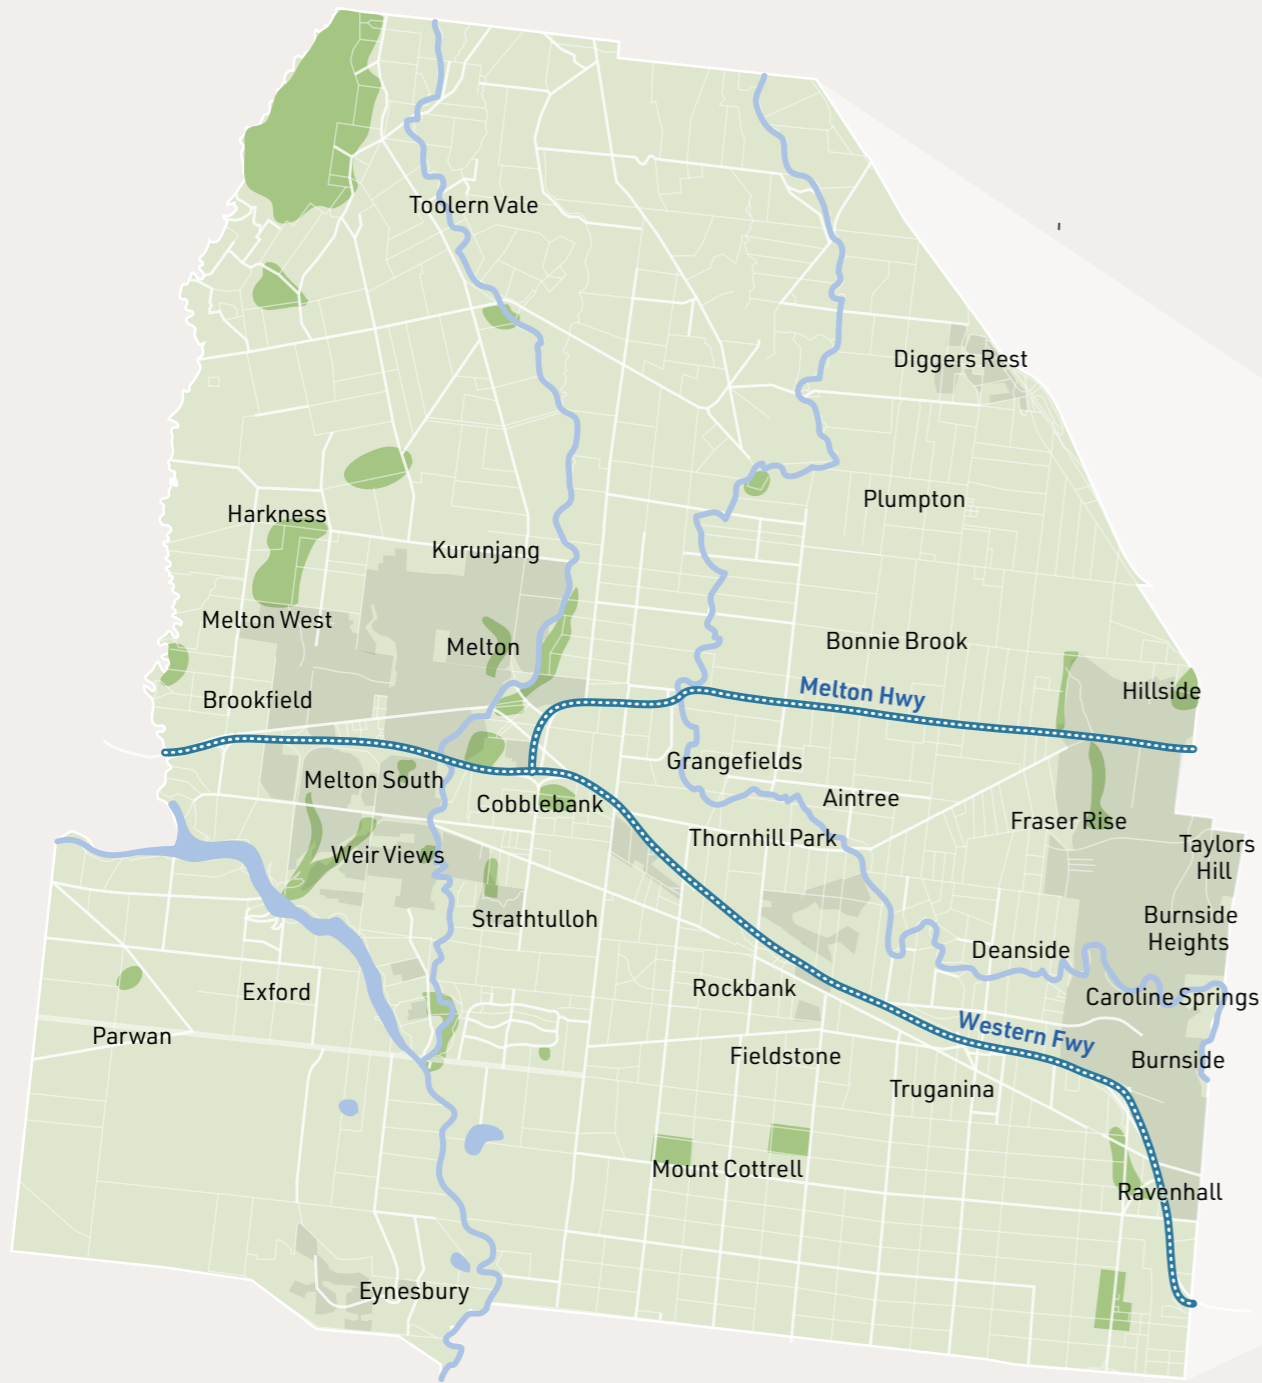 Toolern Vale
Diggers Rest
Plumpton
Harkness
Kurunjang
Melton West
Melton
Bonnie Brook
Brookfield
Melton Hwy
Hillside
Grangefields
Melton South
Cobblebank
Aintree
Fraser Rise
Thornhill Park
Taylors
Hill
Weir Views
Strathtulloh
Burnside
Heights
Deanside
Exford
Rockbank
Caroline Springs
Parwan
Western Fwy
Fieldstone
Burnside
Truganina
Mount Cottrell
Ravenhall
Eynesbury